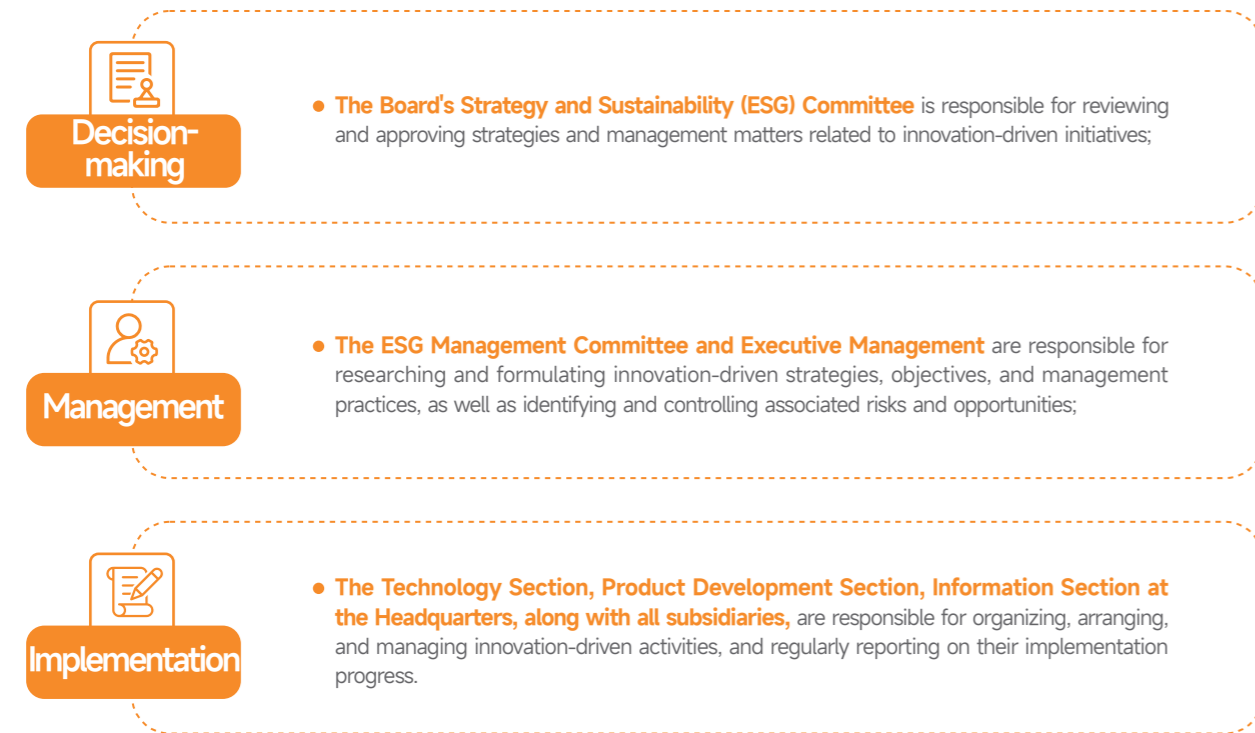 Decision-
making
● The Board's Strategy and Sustainability (ESG) Committee is responsible for reviewing
and approving strategies and management matters related to innovation-driven initiatives;
Management
● The ESG Management Committee and Executive Management are responsible for
researching and formulating innovation-driven strategies, objectives, and management
practices, as well as identifying and controlling associated risks and opportunities;
Implementation
● The Technology Section, Product Development Section, Information Section at
the Headquarters, along with all subsidiaries, are responsible for organizing, arranging,
and managing innovation-driven activities, and regularly reporting on their implementation
progress.